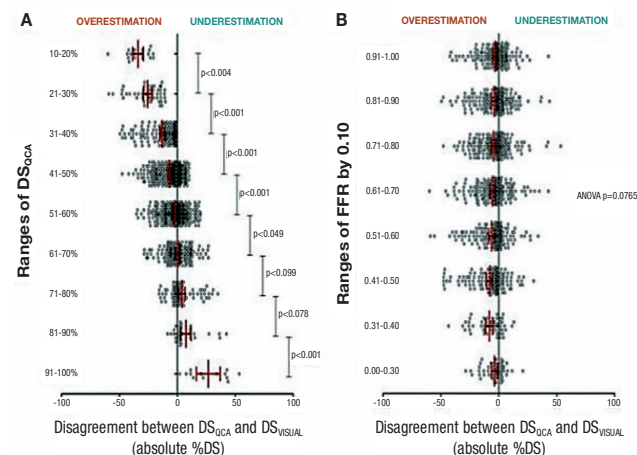 A
OVERESTIMATION UNDERESTIMATION
Ranges of DSQCA
10-20%
21-30%
31-40%
41-50%
51-60%
61-70%
71-80%
81-90%
91-100%
p<0.004
p<0.001
p<0.001
p<0.001
p<0.049
p<0.099
p<0.078
p<0.001
-100 -50 0 50 100
Disagreement between DSQCA and DSVISUAL
(absolute %DS)
B
OVERESTIMATION UNDERESTIMATION
Ranges of FFR by 0.10
0.91-1.00
0.81-0.90
0.71-0.80
0.61-0.70
0.51-0.60
0.41-0.50
0.31-0.40
0.00-0.30
ANOVA p=0.0765
-100 -50 0 50 100
Disagreement between DSQCA and DSVISUAL
(absolute %DS)